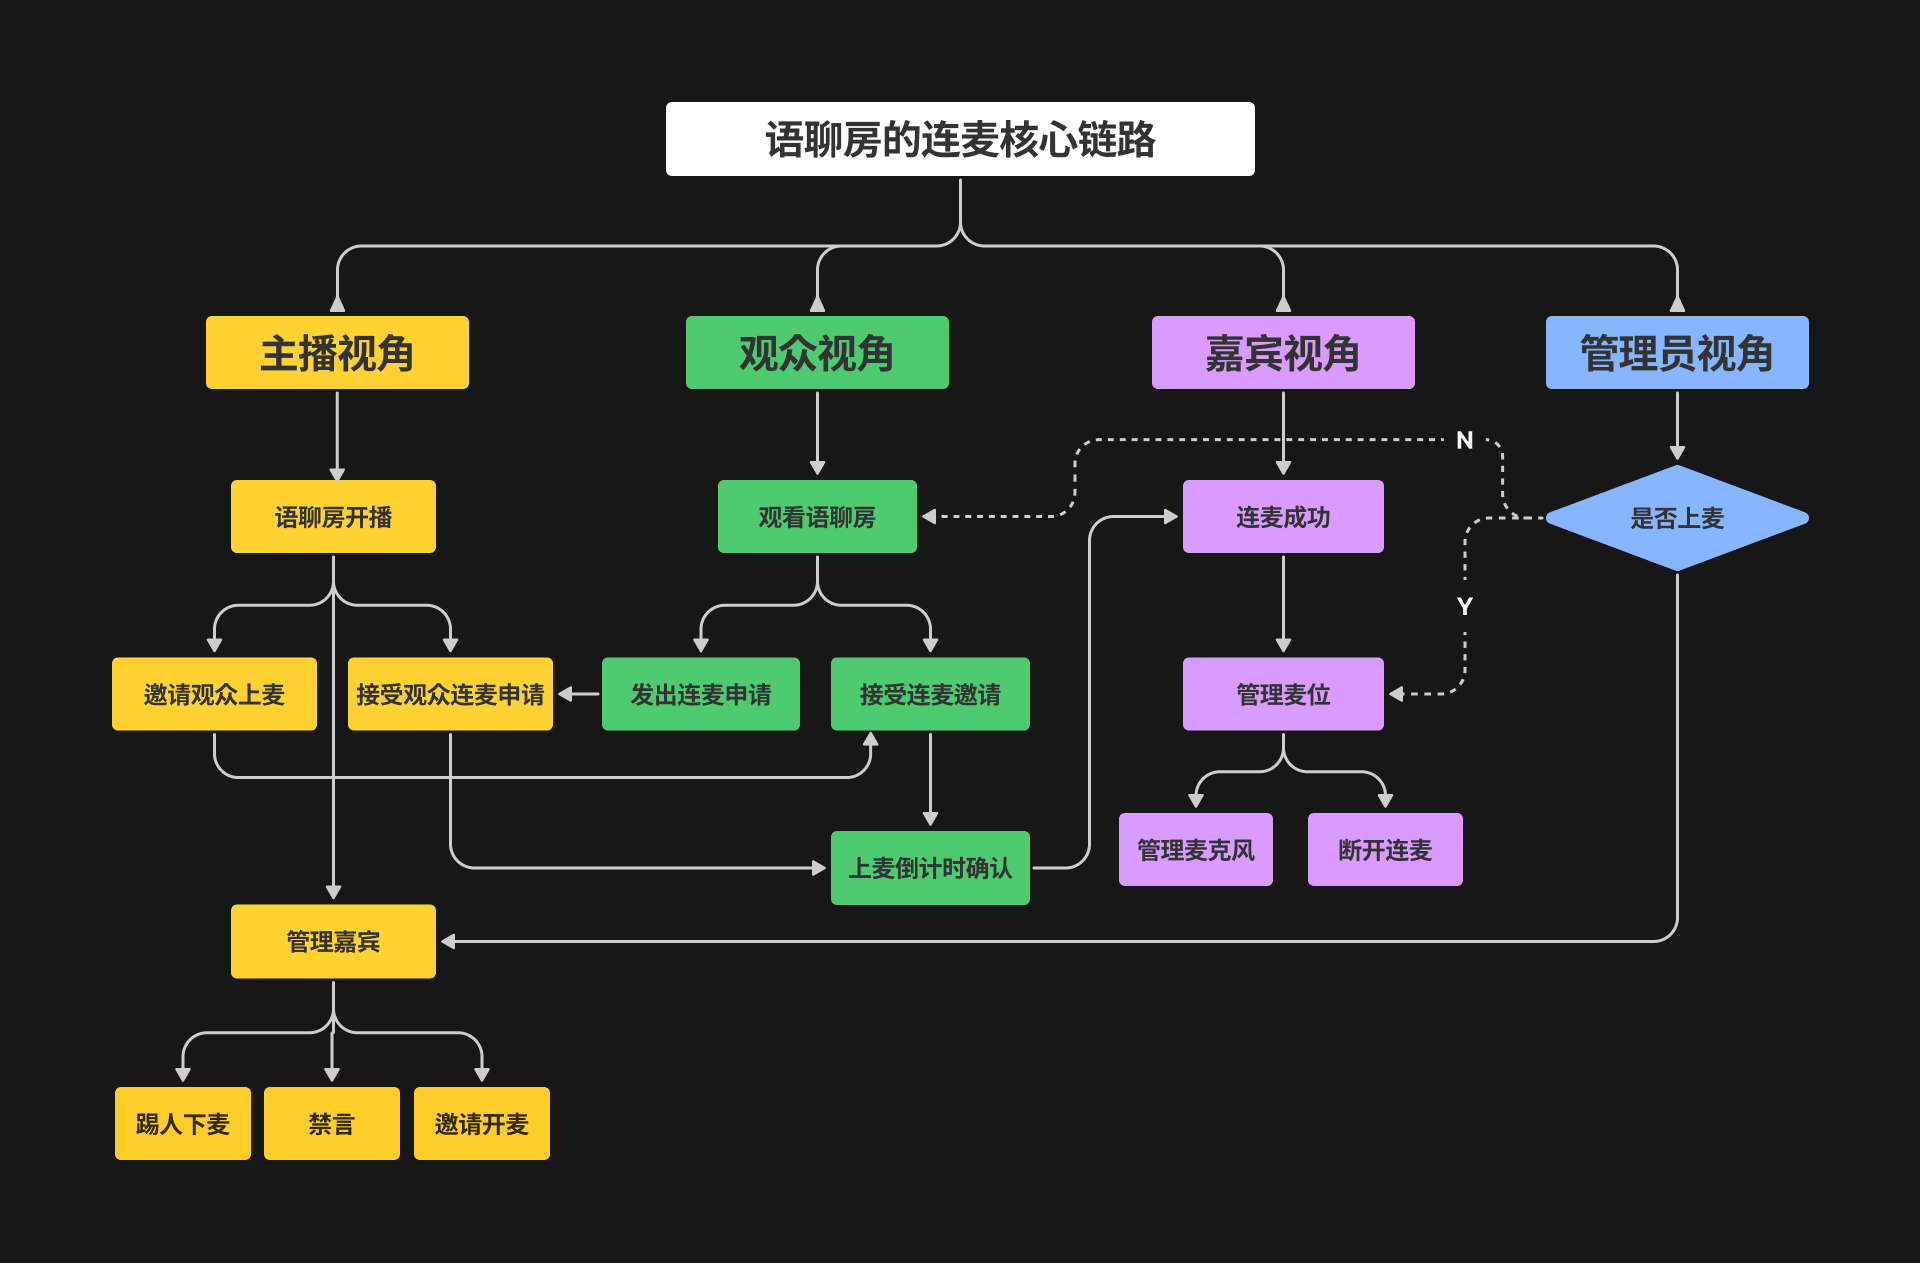 语聊房的连麦核心链路
主播视角
观众视角
嘉宾视角
管理员视角
N
语聊房开播
观看语聊房
连麦成功
是否上麦
Y
邀请观众上麦
接受观众连麦申请
发出连麦申请
接受连麦邀请
管理麦位
管理麦克风
断开连麦
上麦倒计时确认
管理嘉宾
踢人下麦
禁言
邀请开麦